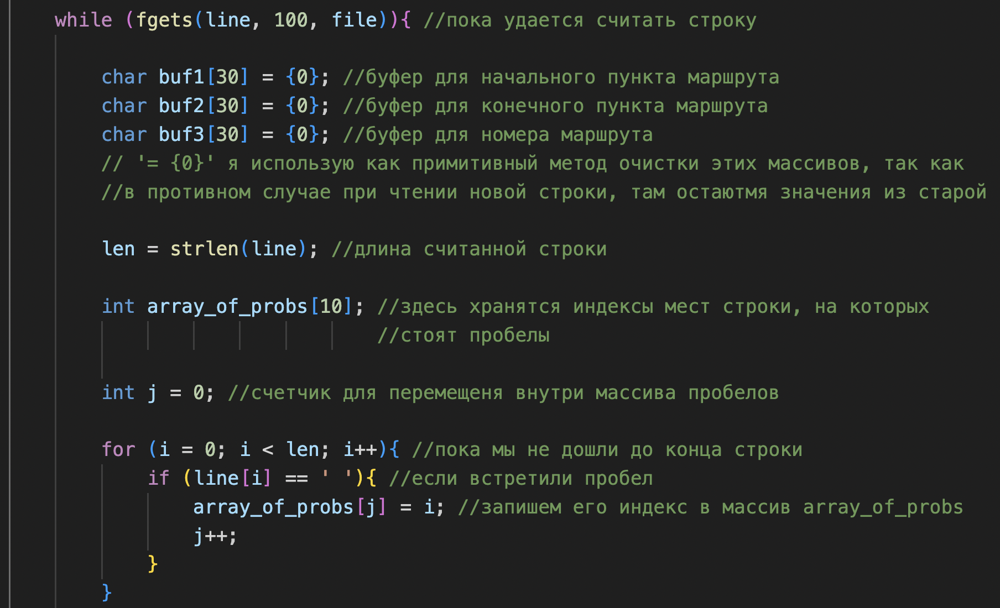 while (fgets(line, 100, file)){ //пока удается считать строку
char buf1[30] = {0}; //буфер для начального пункта маршрута
char buf2[30] = {0}; //буфер для конечного пункта маршрута
char buf3[30] = {0}; //буфер для номера маршрута
// '= {0}' я использую как примитивный метод очистки этих массивов, так как
//в противном случае при чтении новой строки, там остаютмя значения из старой
len = strlen(line); //длина считанной строки
int array_of_probs[10]; //здесь хранятся индексы мест строки, на которых
//стоят пробелы
int j = 0; //счетчик для перемещеня внутри массива пробелов
for (i = 0; i < len; i++){ //пока мы не дошли до конца строки
if (line[i] == ' '){ //если встретили пробел
array_of_probs[j] = i; //запишем его индекс в массив array_of_probs
j++;
}
}